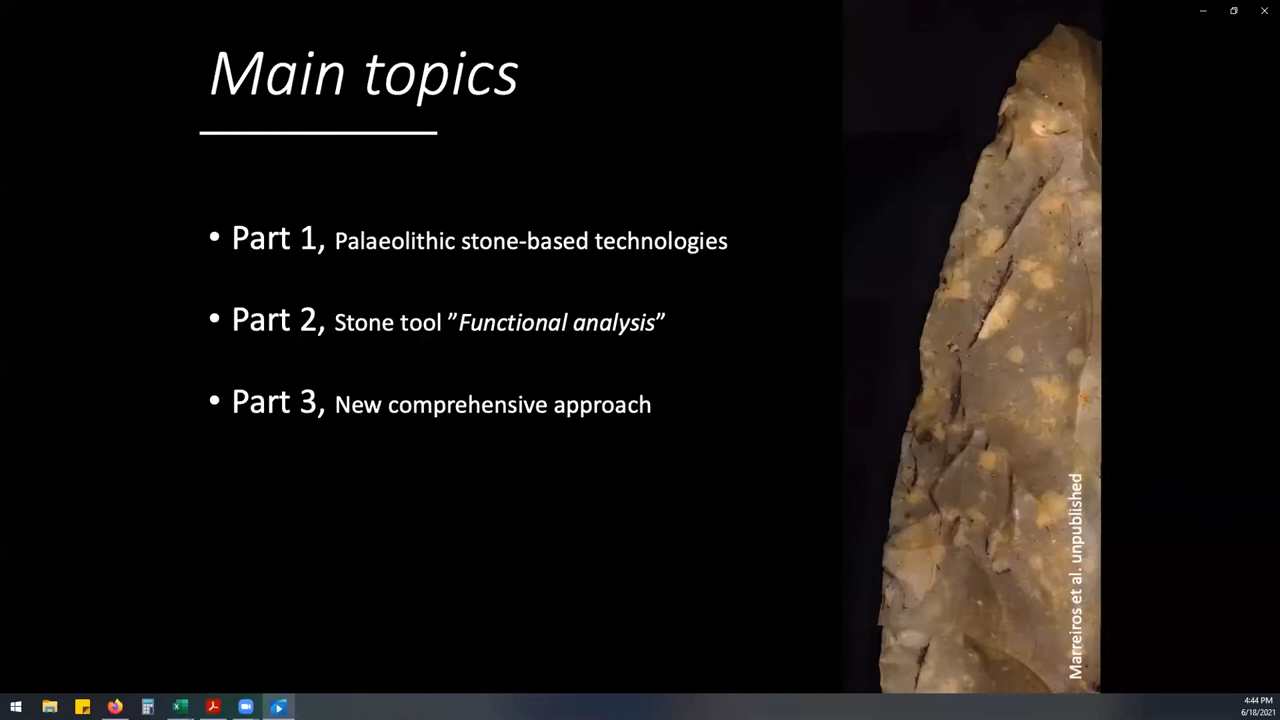 Main topics
• Part 1, Palaeolithic stone-based technologies
• Part 2, Stone tool ”Functional analysis”
• Part 3, New comprehensive approach
Marreiros et al. unpublished
4:44 PM
6/18/2021